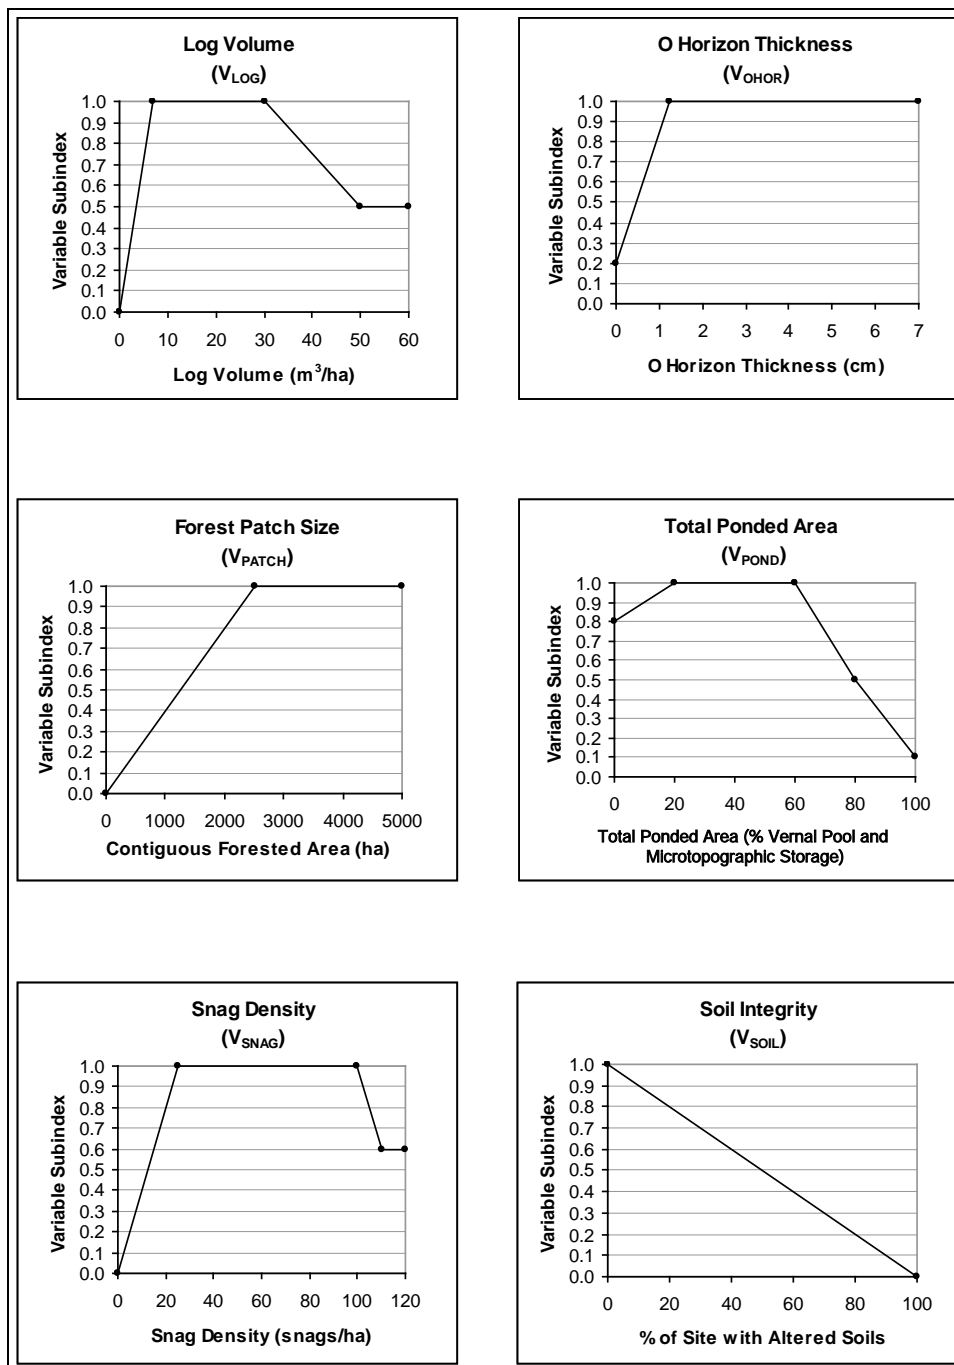 Log Volume
(VLOG)
1.0
0.9
0.8
0.7
0.6
0.5
0.4
0.3
0.2
0.1
0.0
Variable Subindex
0 10 20 30 40 50 60
Log Volume (m³/ha)
O Horizon Thickness
(VOHOR)
1.0
0.9
0.8
0.7
0.6
0.5
0.4
0.3
0.2
0.1
0.0
Variable Subindex
0 1 2 3 4 5 6 7
O Horizon Thickness (cm)
Forest Patch Size
(VPATCH)
1.0
0.9
0.8
0.7
0.6
0.5
0.4
0.3
0.2
0.1
0.0
Variable Subindex
0 1000 2000 3000 4000 5000
Contiguous Forested Area (ha)
Total Ponded Area
(VPOND)
1.0
0.9
0.8
0.7
0.6
0.5
0.4
0.3
0.2
0.1
0.0
Variable Subindex
0 20 40 60 80 100
Total Ponded Area (% Vernal Pool and
Microtopographic Storage)
Snag Density
(VSNAG)
1.0
0.9
0.8
0.7
0.6
0.5
0.4
0.3
0.2
0.1
0.0
Variable Subindex
0 20 40 60 80 100 120
Snag Density (snags/ha)
Soil Integrity
(VSOIL)
1.0
0.9
0.8
0.7
0.6
0.5
0.4
0.3
0.2
0.1
0.0
Variable Subindex
0 20 40 60 80 100
% of Site with Altered Soils